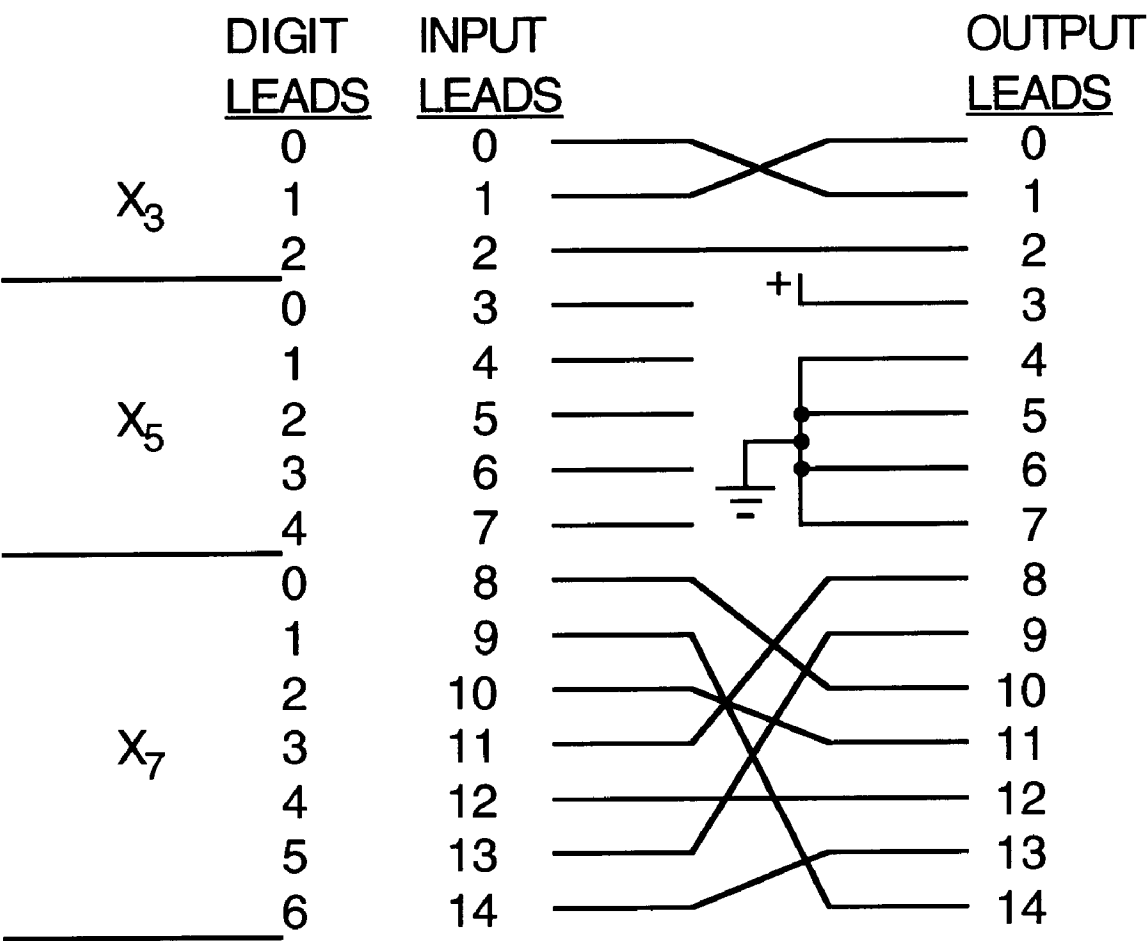 DIGIT INPUT OUTPUT
LEADS LEADS LEADS
0 0 0
X3 1 1 1
2 2 2
+
0 3 3
1 4 4
X5 2 5 5
3 6 6
4 7 7
0 8 8
1 9 9
2 10 10
X7 3 11 11
4 12 12
5 13 13
6 14 14